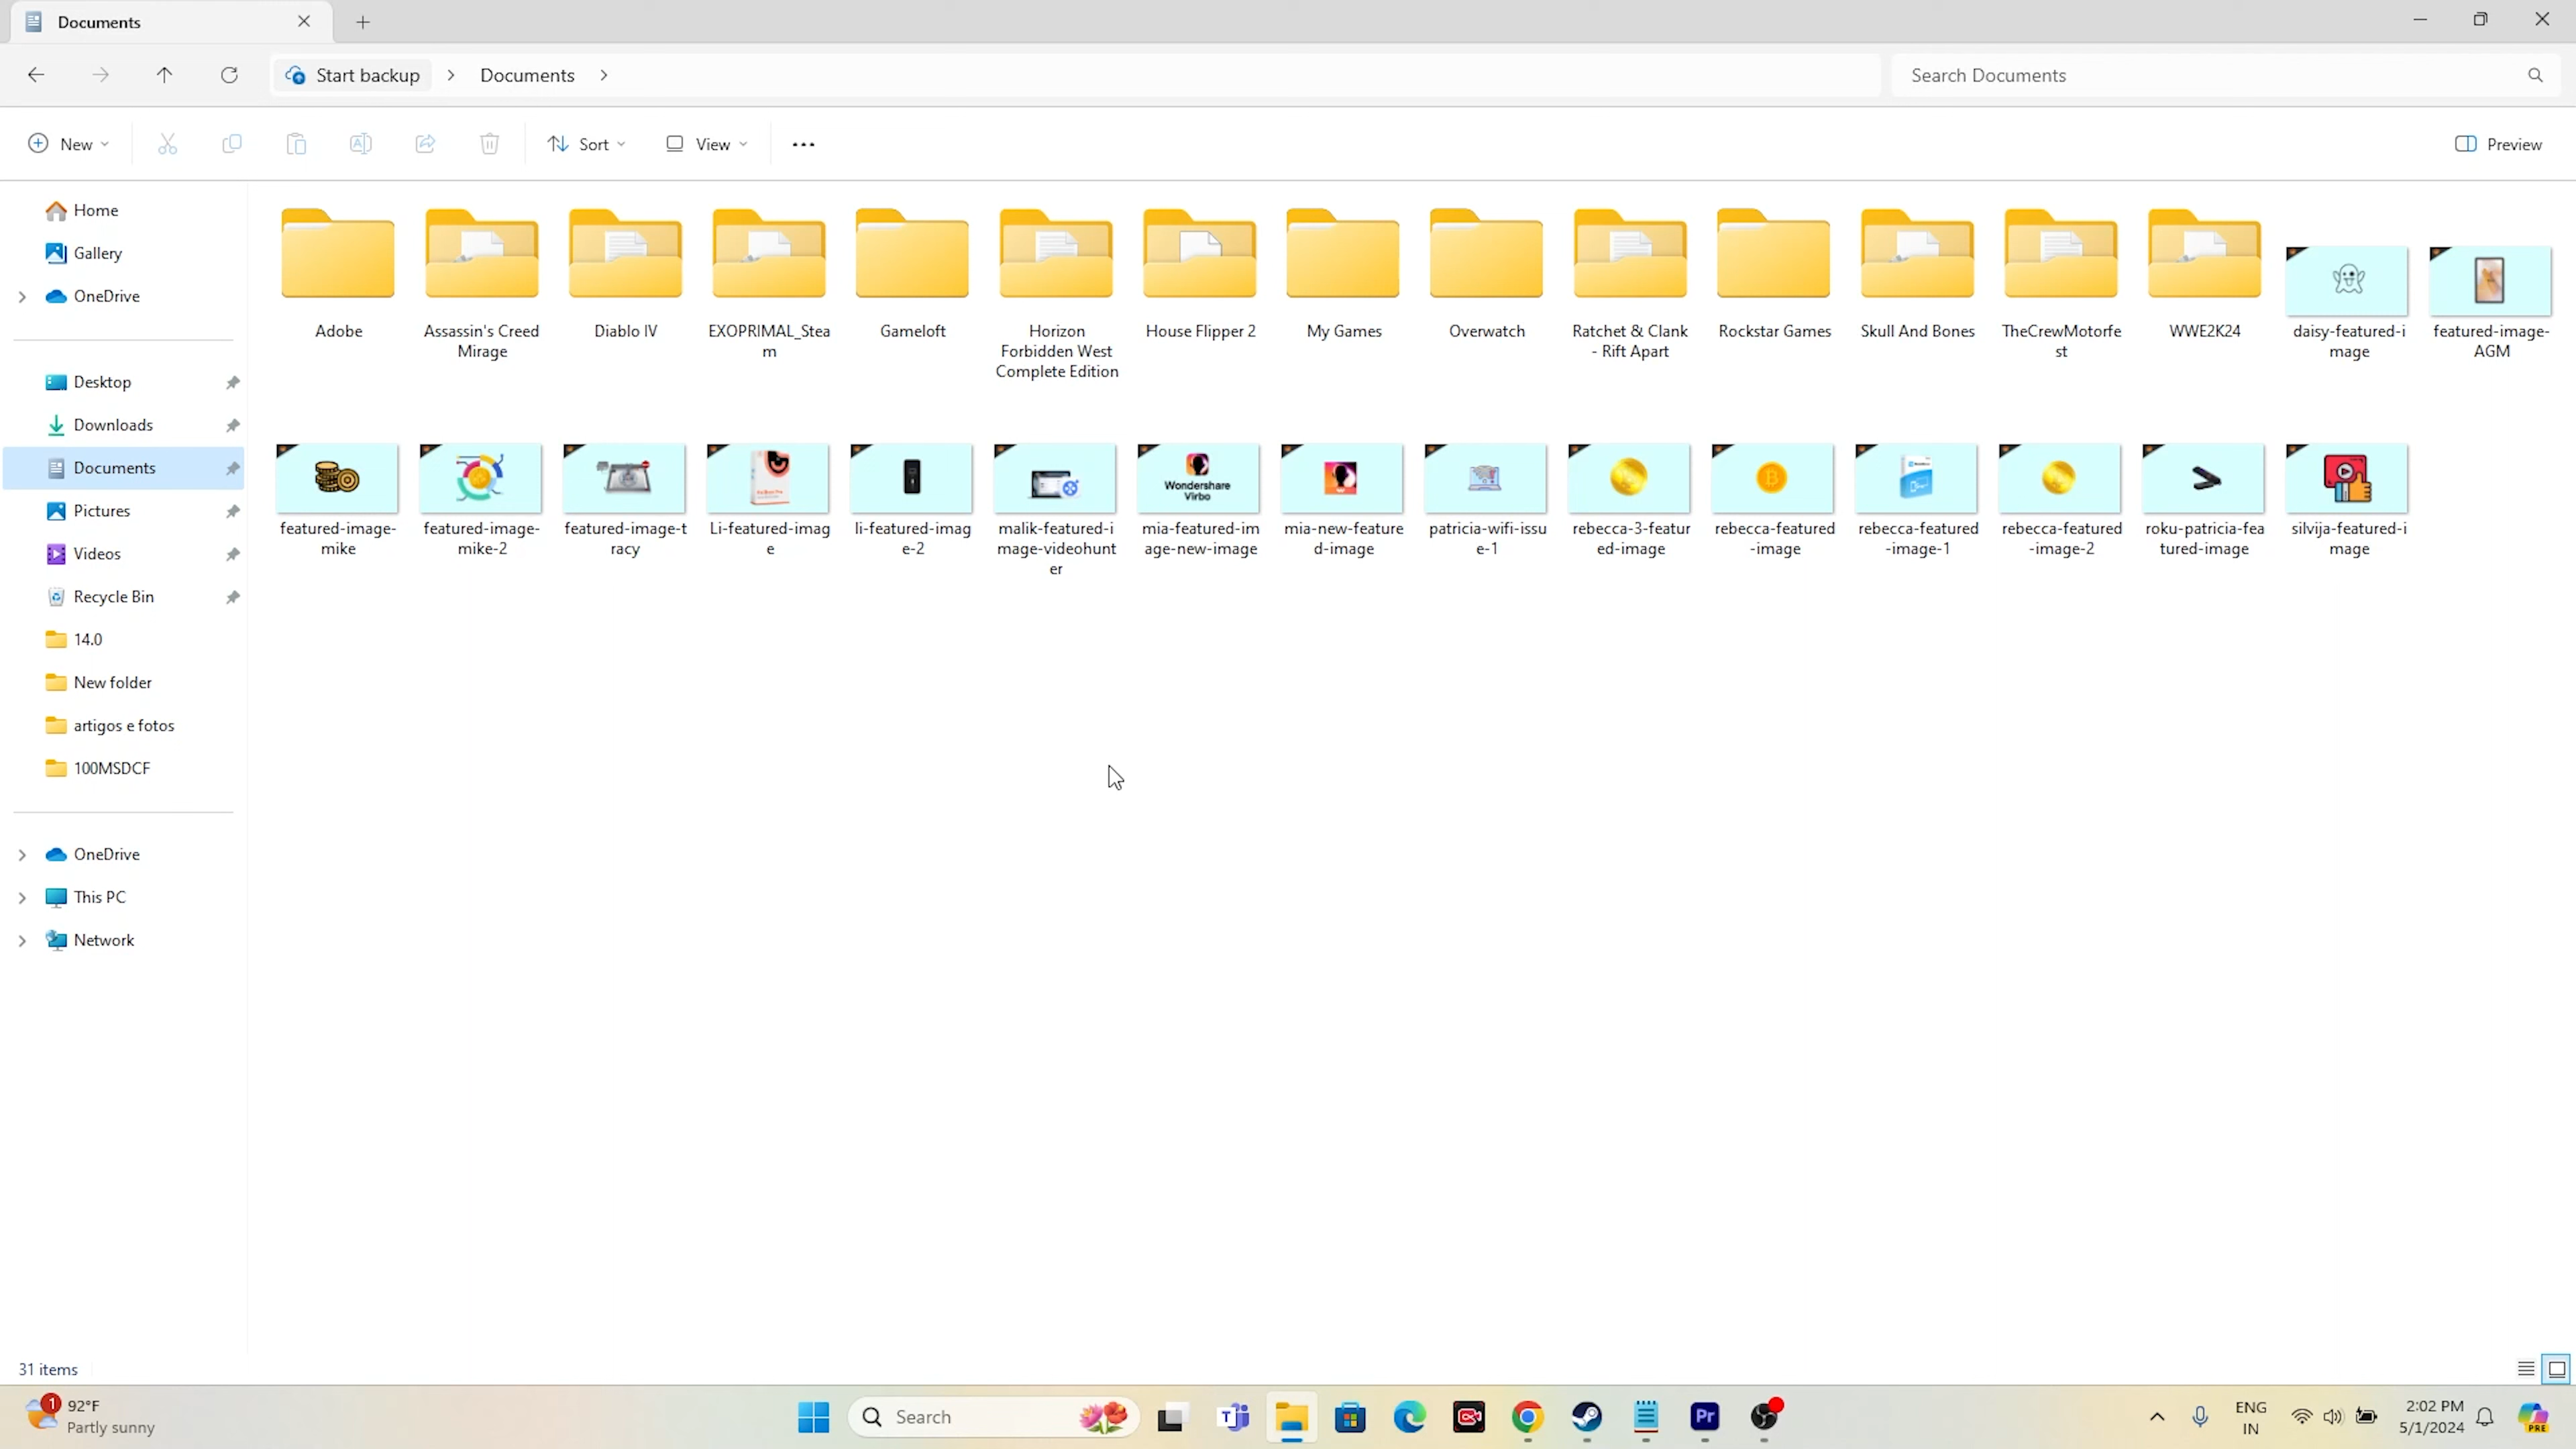 Documents
Start backup
Documents
Search Documents
New
Sort
View
Preview
Home
Gallery
OneDrive
Desktop
Downloads
Documents
Pictures
Videos
Recycle Bin
14.0
New folder
artigos e fotos
100MSDCF
OneDrive
This PC
Network
Adobe
Assassin's Creed
Mirage
Diablo IV
EXOPRIMAL_Stea
m
Gameloft
Horizon
Forbidden West
Complete Edition
House Flipper 2
My Games
Overwatch
Ratchet & Clank
- Rift Apart
Rockstar Games
Skull And Bones
TheCrewMotorfe
st
WWE2K24
daisy-featured-i
mage
featured-image-
AGM
featured-image-
mike
featured-image-
mike-2
featured-image-t
racy
Li-featured-imag
e
li-featured-imag
e-2
malik-featured-i
mage-videohunt
er
Wondershare
Virbo
mia-featured-im
age-new-image
mia-new-feature
d-image
patricia-wifi-issu
e-1
rebecca-3-featur
ed-image
rebecca-featured
-image
rebecca-featured
-image-1
rebecca-featured
-image-2
roku-patricia-fea
tured-image
silvija-featured-i
mage
31 items
1
92°F
Partly sunny
Search
T
Pr
ENG
IN
2:02 PM
5/1/2024
PRE